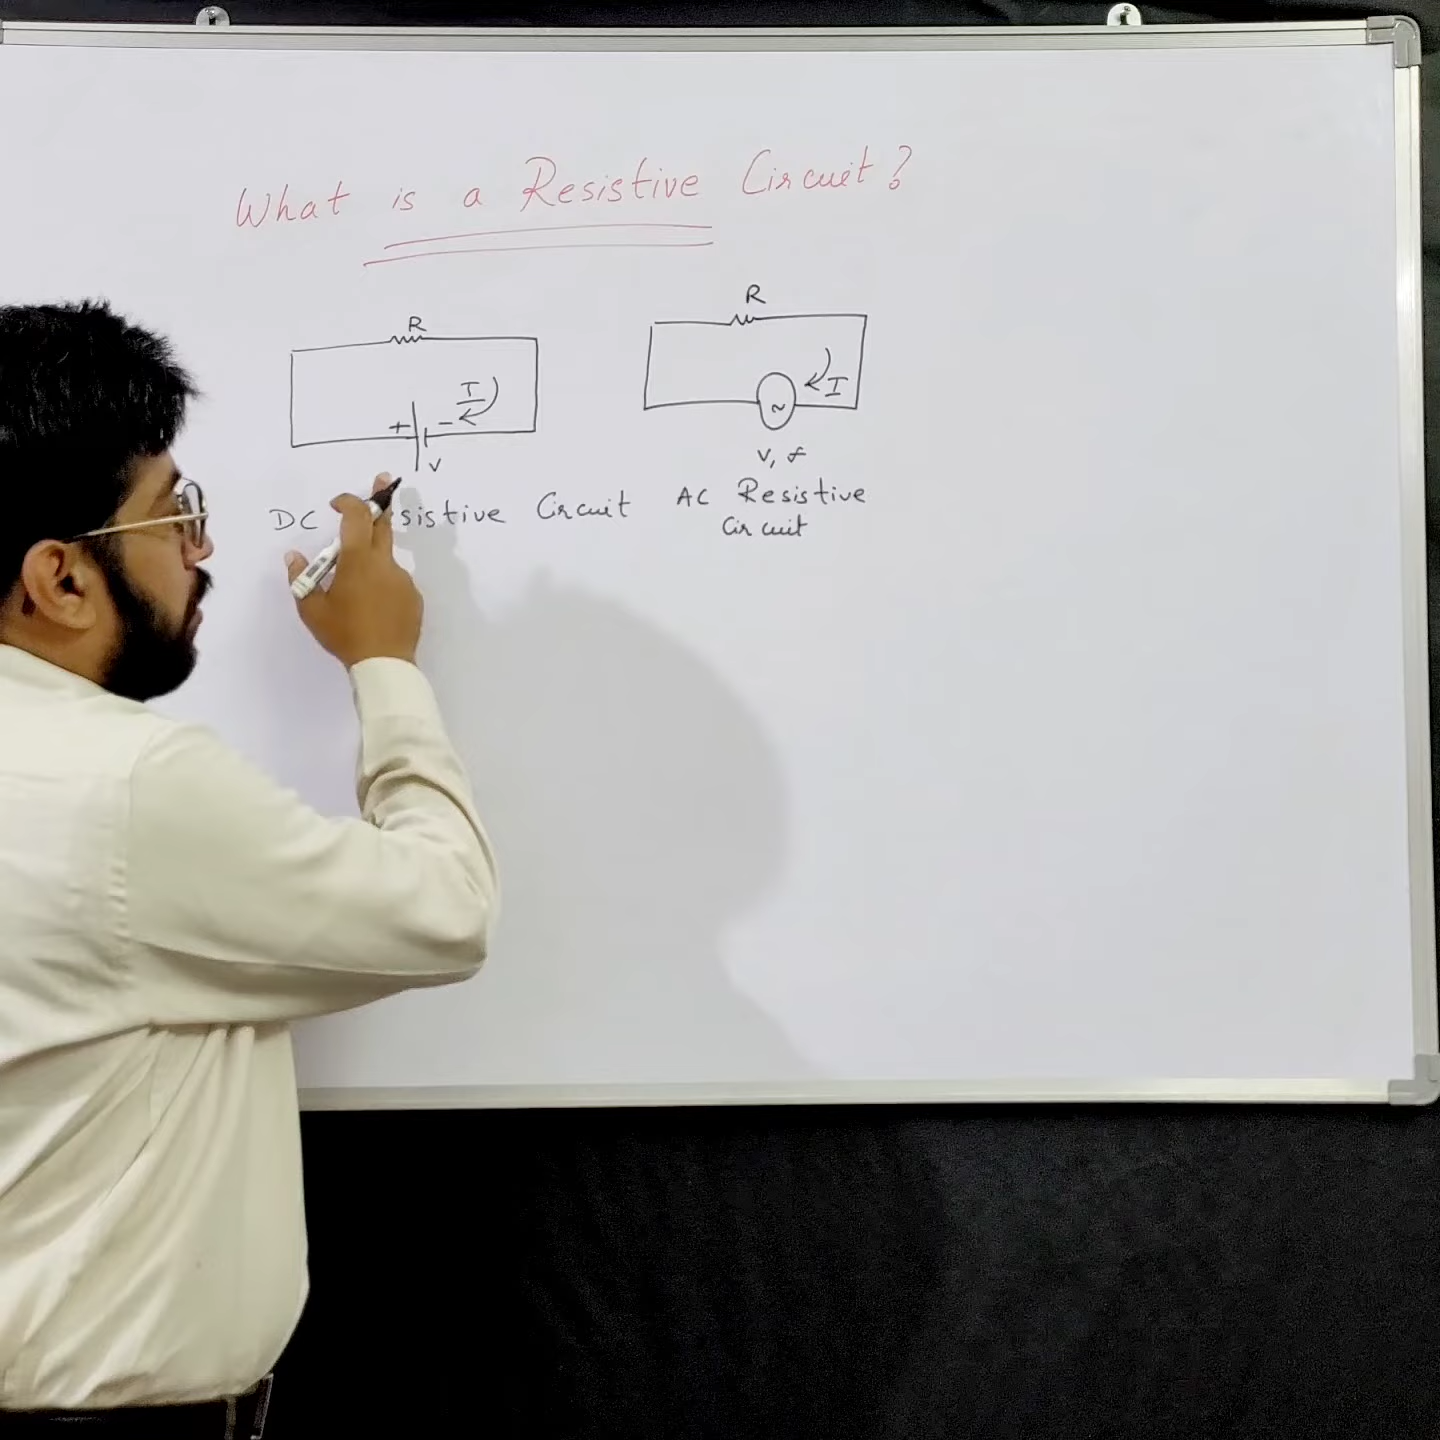 What is a Resistive Circuit?
R
I
+ -
V
DC sistive Circuit
R
I
~
V, f
AC Resistive
Circuit